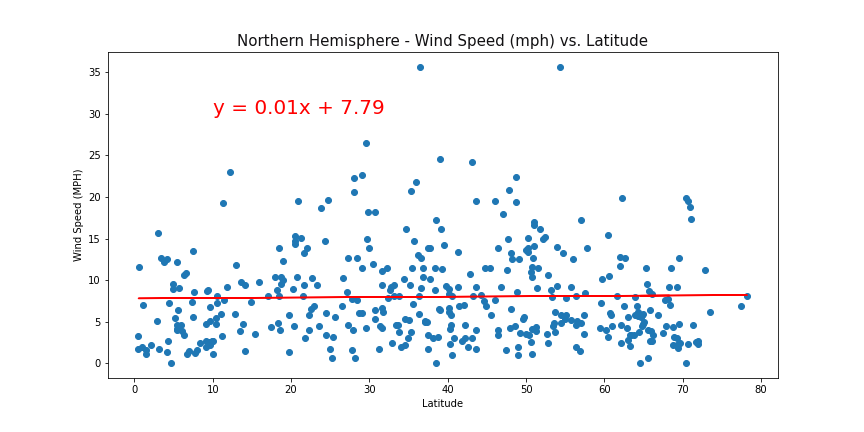 Northern Hemisphere - Wind Speed (mph) vs. Latitude
y = 0.01x + 7.79
Wind Speed (MPH)
35
30
25
20
15
10
5
0
0 10 20 30 40 50 60 70 80
Latitude